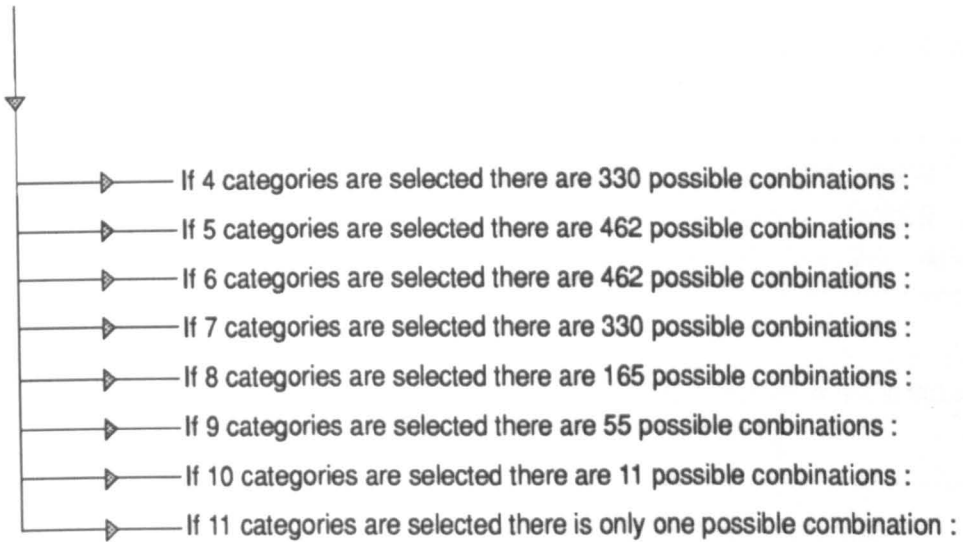 If 4 categories are selected there are 330 possible conbinations :
If 5 categories are selected there are 462 possible conbinations :
If 6 categories are selected there are 462 possible conbinations :
If 7 categories are selected there are 330 possible conbinations :
If 8 categories are selected there are 165 possible conbinations :
If 9 categories are selected there are 55 possible conbinations :
If 10 categories are selected there are 11 possible conbinations :
If 11 categories are selected there is only one possible combination :